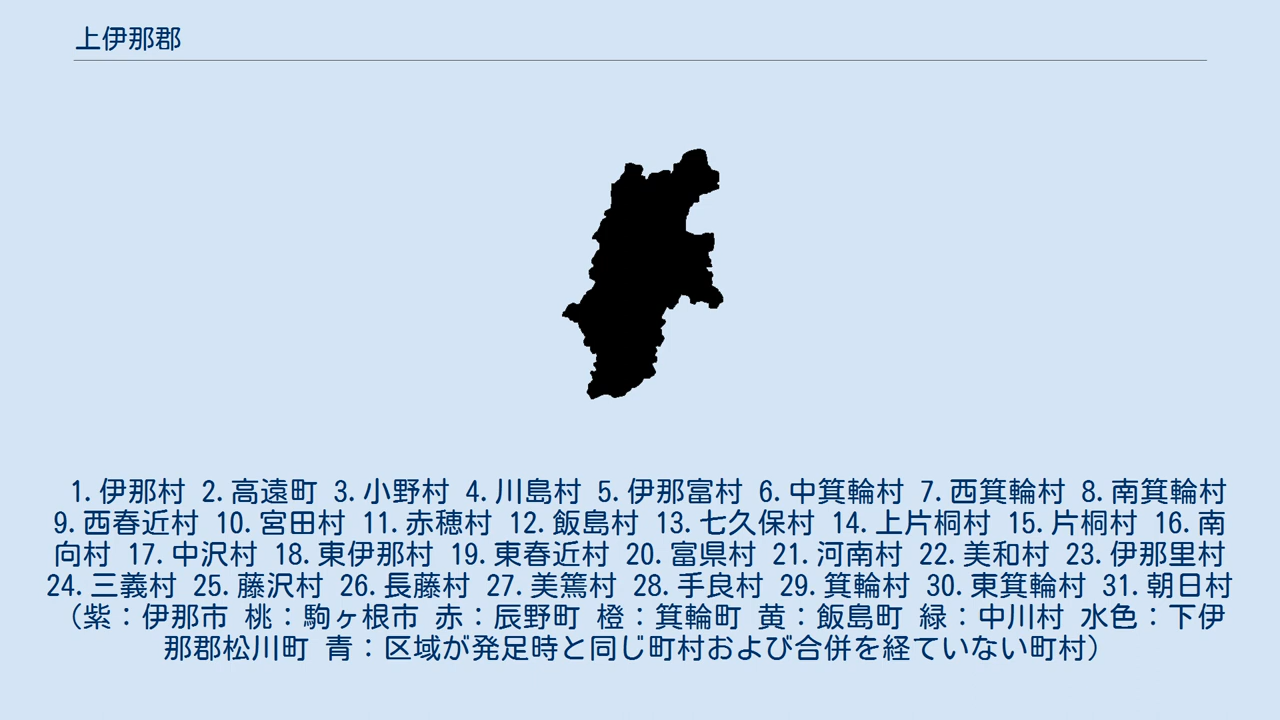 上伊那郡
1.伊那村 2.高遠町 3.小野村 4.川島村 5.伊那富村 6.中箕輪村 7.西箕輪村 8.南箕輪村
9.西春近村 10.宮田村 11.赤穂村 12.飯島村 13.七久保村 14.上片桐村 15.片桐村 16.南
向村 17.中沢村 18.東伊那村 19.東春近村 20.富県村 21.河南村 22.美和村 23.伊那里村
24.三義村 25.藤沢村 26.長藤村 27.美篶村 28.手良村 29.箕輪村 30.東箕輪村 31.朝日村
（紫：伊那市 桃：駒ヶ根市 赤：辰野町 橙：箕輪町 黄：飯島町 緑：中川村 水色：下伊
那郡松川町 青：区域が発足時と同じ町村および合併を経ていない町村）